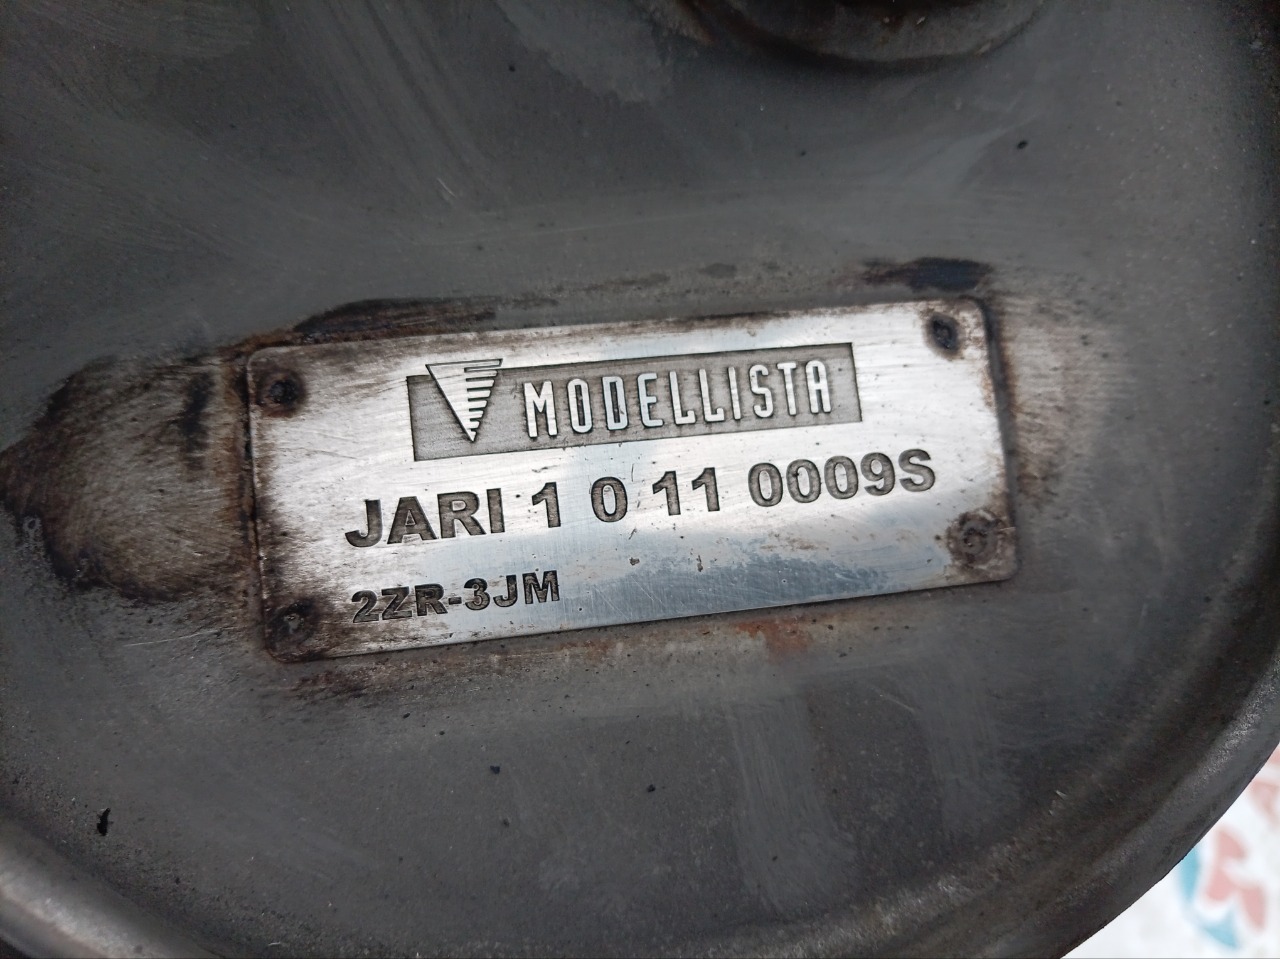 MODELLISTA
JARI 1 0 11 0009S
2ZR-3JM